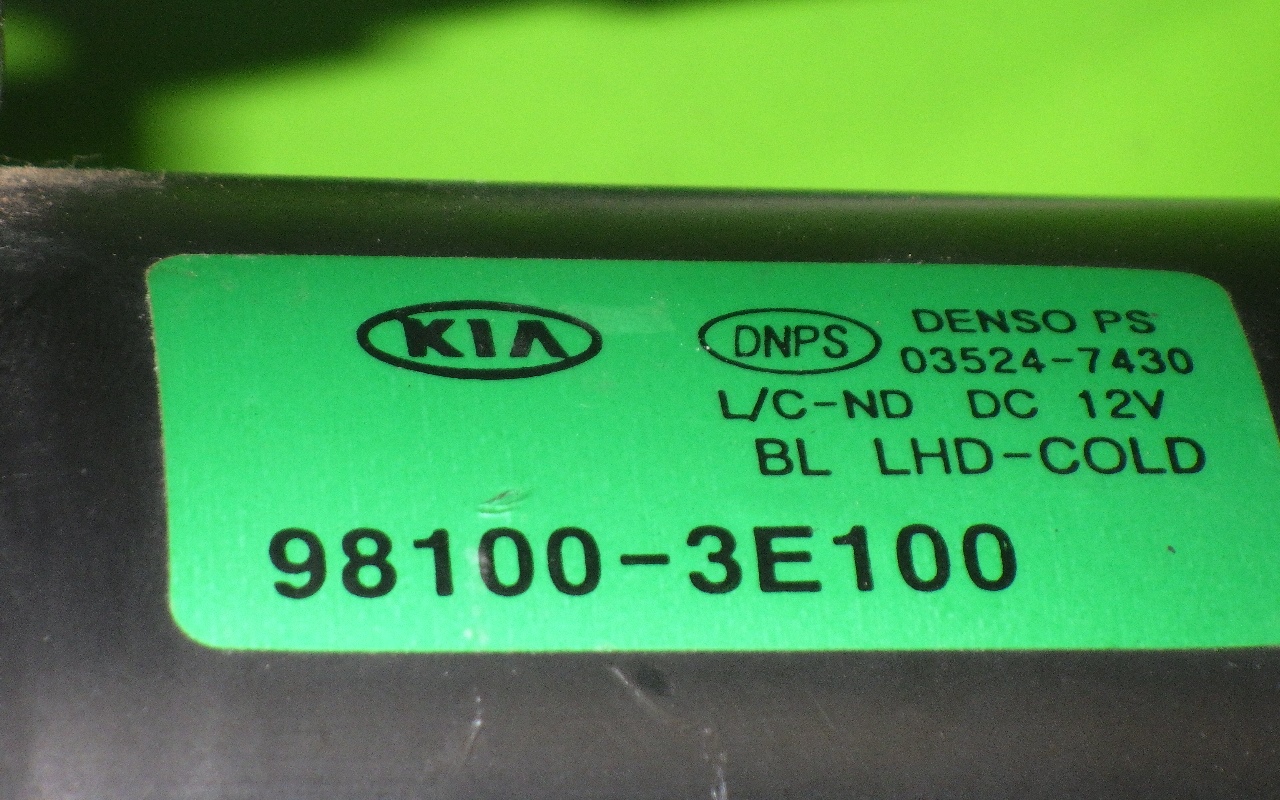 KIA
DNPS
DENSO PS
03524-7430
L/C-ND DC 12V
BL LHD-COLD
98100-3E100